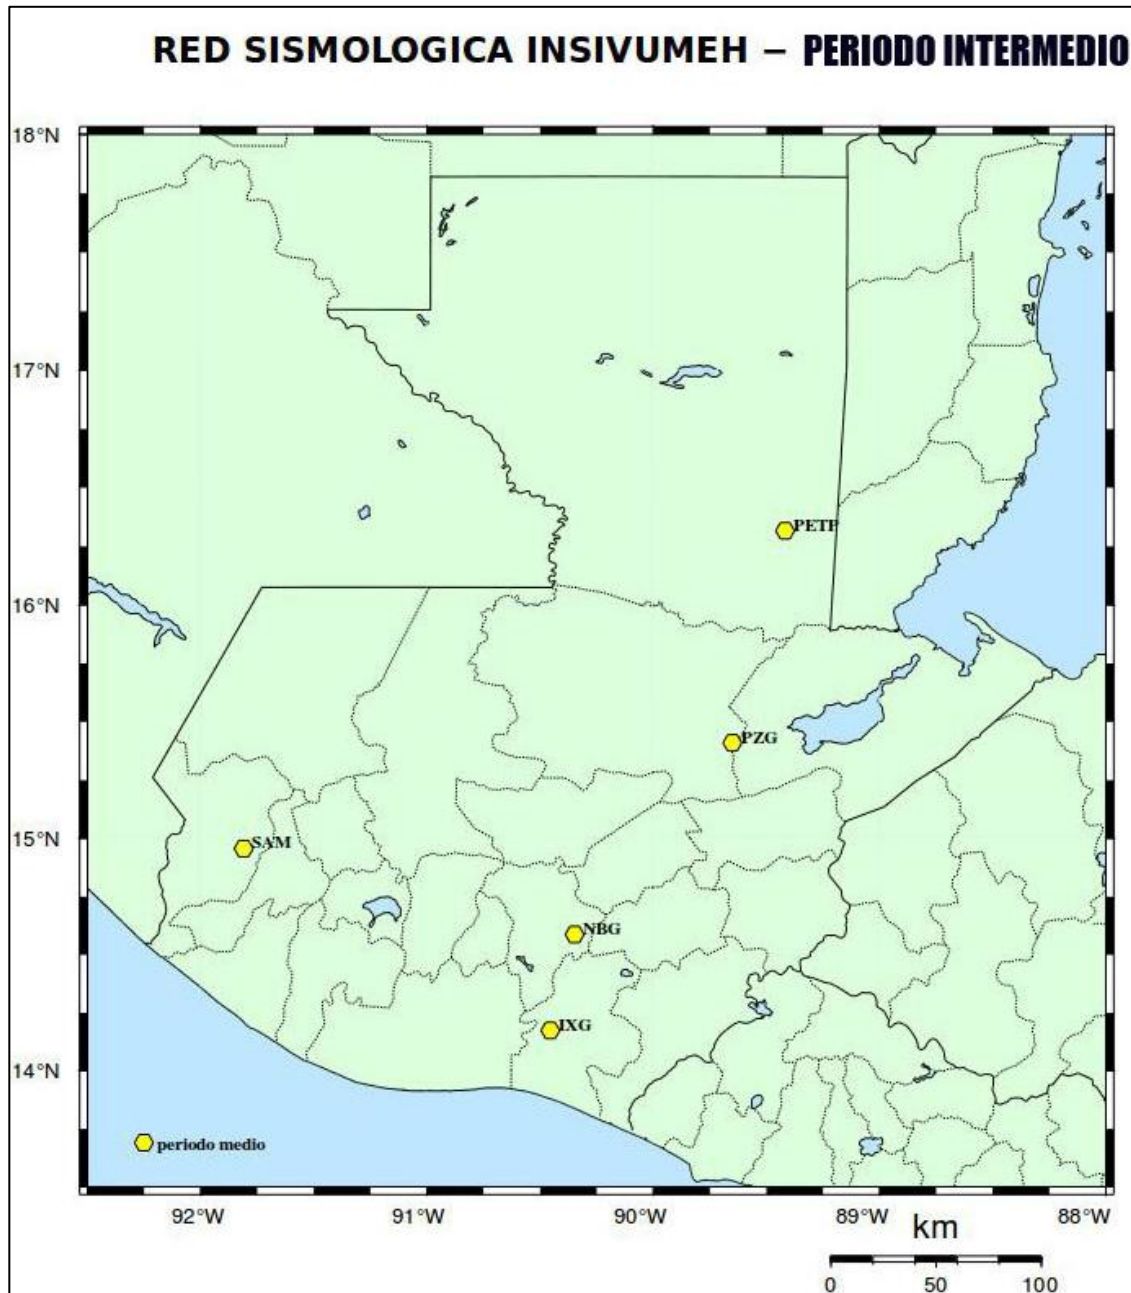 RED SISMOLOGICA INSIVUMEH – PERIODO INTERMEDIO
18°N
17°N
PETP
16°N
PZG
15°N
SAM
NBG
IXG
14°N
periodo medio
92°W 91°W 90°W 89°W 88°W
km
0 50 100